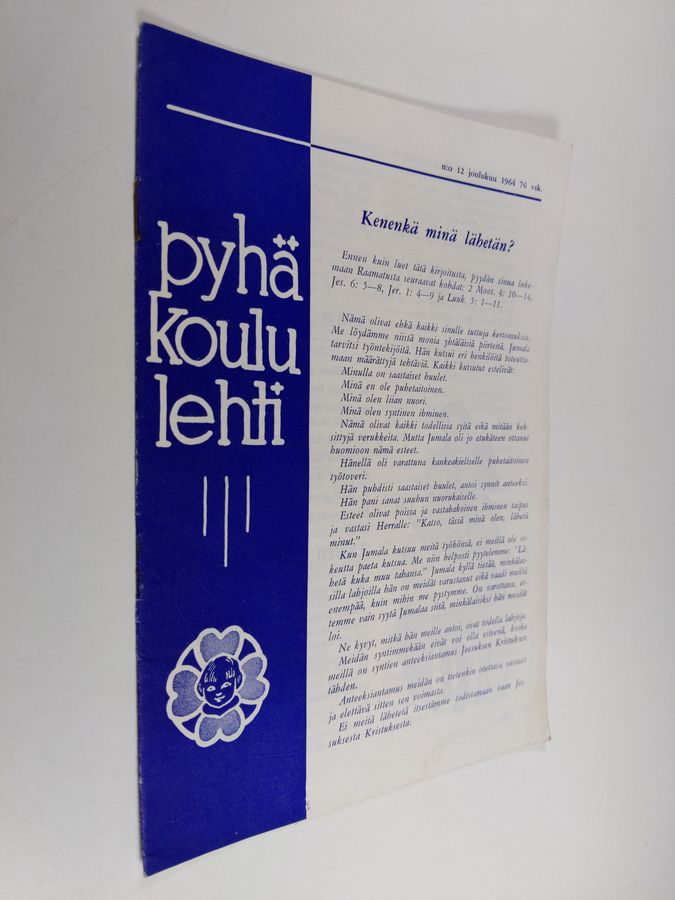 pyhä
koulu
lehti
n:o 12 joulukuu 1964 76 vsk.
Kenenkä minä lähetän?
Ennen kuin luet tätä kirjoitusta, pyydän sinua luke-
maan Raamatusta seuraavat kohdat: 2 Moos. 4: 10—14,
Jes. 6: 5—8, Jer. 1: 4—9 ja Luuk. 5: 1—11.
Nämä olivat ehkä kaikki sinulle tuttuja kertomuksia.
Me löydämme niistä monia yhtäläisiä piirteitä. Jumala
tarvitsi työntekijöitä. Hän kutsui eri henkilöitä toteutta-
maan määrättyjä tehtäviä. Kaikki kutsutut estelivät:
Minulla on saastaiset huulet.
Minä en ole puhetaitoinen.
Minä olen liian nuori.
Minä olen syntinen ihminen.
Nämä olivat kaikki todellisia syitä eikä mitään kek-
sittyjä verukkeita. Mutta Jumala oli jo etukäteen ottanut
huomioon nämä esteet.
Hänellä oli varattuna kankeakieliselle puhetaitoinen
työtoveri.
Hän puhdisti saastaiset huulet, antoi synnit anteeksi.
Hän pani sanat suuhun nuorukaiselle.
Esteet olivat poissa ja vastahakoinen ihminen taipui
ja vastasi Herralle: "Katso, tässä minä olen, lähetä
minut."
Kun Jumala kutsuu meitä työhönsä, ei meillä ole oi-
keutta paeta kutsua. Me niin helposti pyytelemme: "Lä-
hetä kuka muu tahansa." Jumala kyllä tietää, minkälai-
silla lahjoilla hän on meidät varustanut eikä vaadi meiltä
enempää, kuin mihin me pystymme. On varottava, et-
temme vain syytä Jumalaa siitä, minkälaisiksi hän meidät
loi.
Ne kyvyt, mitkä hän meille antoi, ovat todella lahjoja.
Meidän syntimmekään eivät voi olla esteenä, koska
meillä on syntien anteeksiantamus Jeesuksen Kristuksen
tähden.
Anteeksiantamus meidän on tietenkin otettava vastaan
ja elettävä sitten sen voimasta.
Ei meitä lähetetä itsestämme todistamaan vaan Jee-
suksesta Kristuksesta.